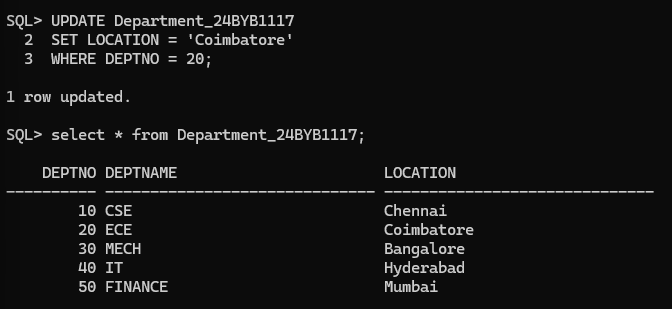 SQL> UPDATE Department_24BYB1117
  2  SET LOCATION = 'Coimbatore'
  3  WHERE DEPTNO = 20;

1 row updated.

SQL> select * from Department_24BYB1117;

    DEPTNO DEPTNAME                       LOCATION
---------- ------------------------------ ------------------------------
        10 CSE                            Chennai
        20 ECE                            Coimbatore
        30 MECH                           Bangalore
        40 IT                             Hyderabad
        50 FINANCE                        Mumbai